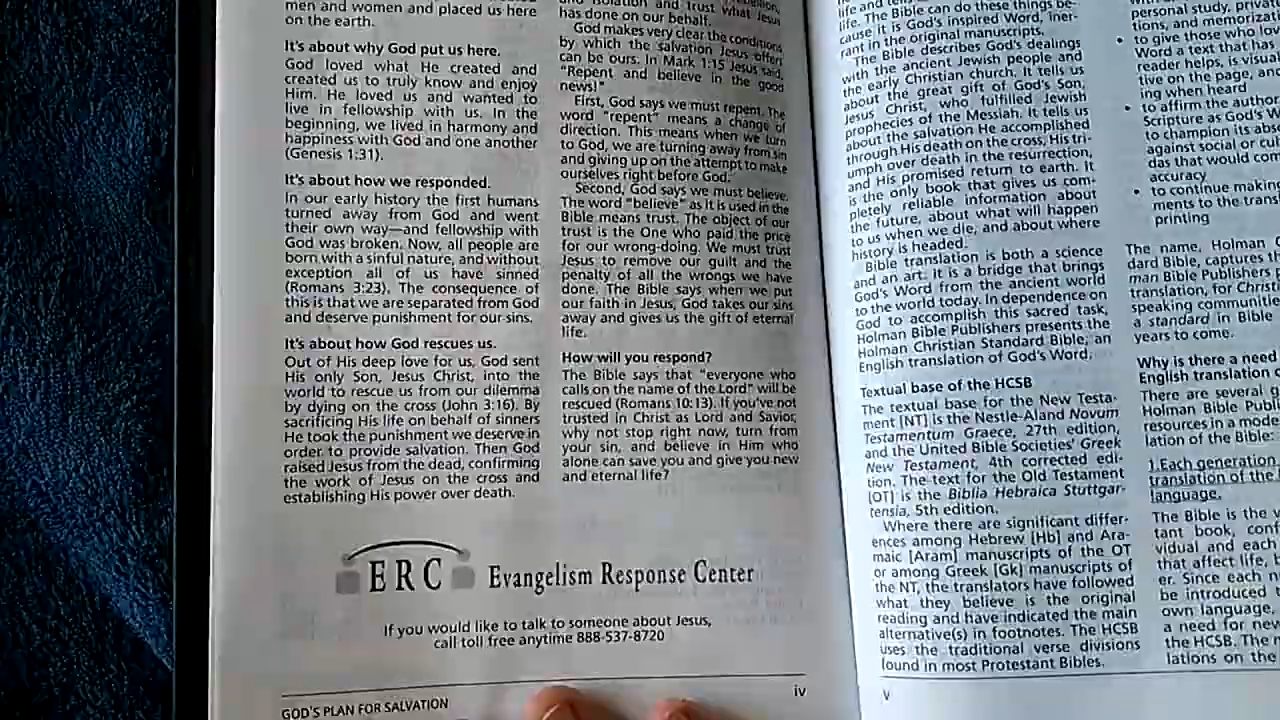 men and women and placed us here
on the earth.
It's about why God put us here.
God loved what He created and
created us to truly know and enjoy
Him. He loved us and wanted to
live in fellowship with us. In the
beginning, we lived in harmony and
happiness with God and one another
(Genesis 1:31).
It's about how we responded.
In our early history the first humans
turned away from God and went
their own way—and fellowship with
God was broken. Now, all people are
born with a sinful nature, and without
exception all of us have sinned
(Romans 3:23). The consequence of
this is that we are separated from God
and deserve punishment for our sins.
It's about how God rescues us.
Out of His deep love for us, God sent
His only Son, Jesus Christ, into the
world to rescue us from our dilemma
by dying on the cross (John 3:16). By
sacrificing His life on behalf of sinners
He took the punishment we deserve in
order to provide salvation. Then God
raised Jesus from the dead, confirming
the work of Jesus on the cross and
establishing His power over death.
and trust what Jesus
has done on our behalf.
God makes very clear the conditions
by which the salvation Jesus offers
can be ours. In Mark 1:15 Jesus said,
"Repent and believe in the good
news!"
First, God says we must repent. The
word "repent" means a change of
direction. This means when we turn
to God, we are turning away from sin
and giving up on the attempt to make
ourselves right before God.
Second, God says we must believe.
The word "believe" as it is used in the
Bible means trust. The object of our
trust is the One who paid the price
for our wrong-doing. We must trust
Jesus to remove our guilt and the
penalty of all the wrongs we have
done. The Bible says when we put
our faith in Jesus, God takes our sins
away and gives us the gift of eternal
life.
How will you respond?
The Bible says that "everyone who
calls on the name of the Lord" will be
rescued (Romans 10:13). If you've not
trusted in Christ as Lord and Savior,
why not stop right now, turn from
your sin, and believe in Him who
alone can save you and give you new
and eternal life?
ERC Evangelism Response Center
If you would like to talk to someone about Jesus,
call toll free anytime 888-537-8720
GOD'S PLAN FOR SALVATION
iv
life. The Bible can do these things be-
cause it is God's inspired Word, iner-
rant in the original manuscripts.
The Bible describes God's dealings
with the ancient Jewish people and
the early Christian church. It tells us
about the great gift of God's Son,
Jesus Christ, who fulfilled Jewish
prophecies of the Messiah. It tells us
about the salvation He accomplished
through His death on the cross, His tri-
umph over death in the resurrection,
and His promised return to earth. It
is the only book that gives us com-
pletely reliable information about
the future, about what will happen
to us when we die, and about where
history is headed.
Bible translation is both a science
and an art. It is a bridge that brings
God's Word from the ancient world
to the world today. In dependence on
God to accomplish this sacred task,
Holman Bible Publishers presents the
Holman Christian Standard Bible, an
English translation of God's Word.
Textual base of the HCSB
The textual base for the New Testa-
ment [NT] is the Nestle-Aland Novum
Testamentum Graece, 27th edition,
and the United Bible Societies' Greek
New Testament, 4th corrected edi-
tion. The text for the Old Testament
[OT] is the Biblia Hebraica Stuttgar-
tensia, 5th edition.
Where there are significant differ-
ences among Hebrew [Hb] and Ara-
maic [Aram] manuscripts of the OT
or among Greek [Gk] manuscripts of
the NT, the translators have followed
what they believe is the original
reading and have indicated the main
alternative(s) in footnotes. The HCSB
uses the traditional verse divisions
found in most Protestant Bibles.
v
personal study, privat
tions, and memorizat
• to give those who lov
Word a text that has
reader helps, is visua
tive on the page, and
ing when heard
• to affirm the author
Scripture as God's W
to champion its abs
against social or cu
das that would com
accuracy
• to continue making
ments to the trans
printing
The name, Holman C
dard Bible, captures th
man Bible Publishers
translation, for Christ
speaking communitie
a standard in Bible
years to come.
Why is there a need
English translation o
There are several g
Holman Bible Publ
resources in a mode
lation of the Bible:
1.Each generation
translation of the
language.
The Bible is the v
tant book, conf
vidual and each
that affect life, b
er. Since each n
be introduced t
own language,
a need for new
the HCSB. The r
lations on the